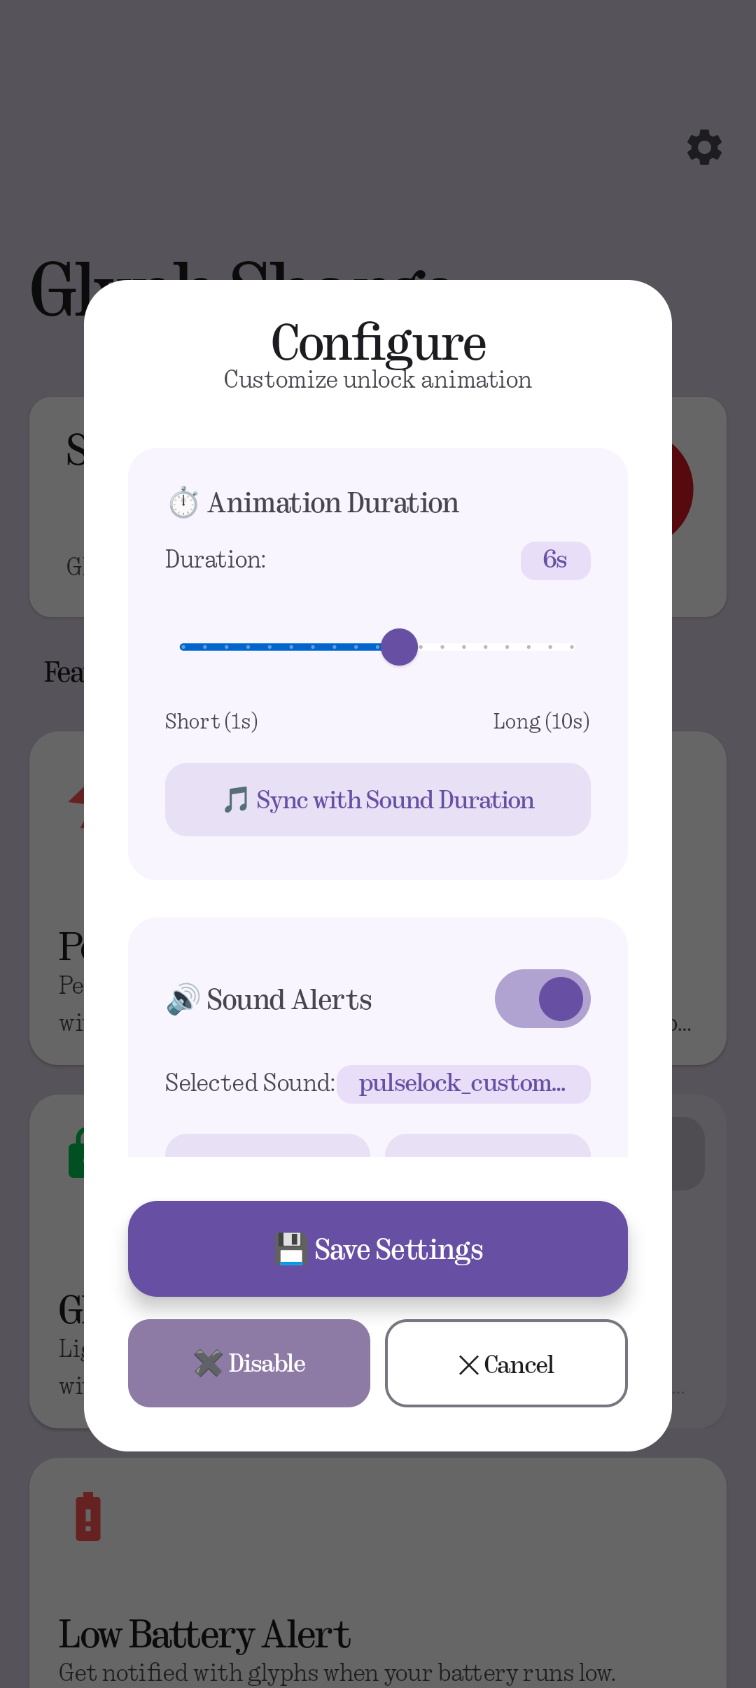 Configure
Customize unlock animation
Animation Duration
Duration:
6s
Short (1s)
Long (10s)
Sync with Sound Duration
Sound Alerts
Selected Sound:
pulselock_custom...
Save Settings
Disable
Cancel
Low Battery Alert
Get notified with glyphs when your battery runs low.